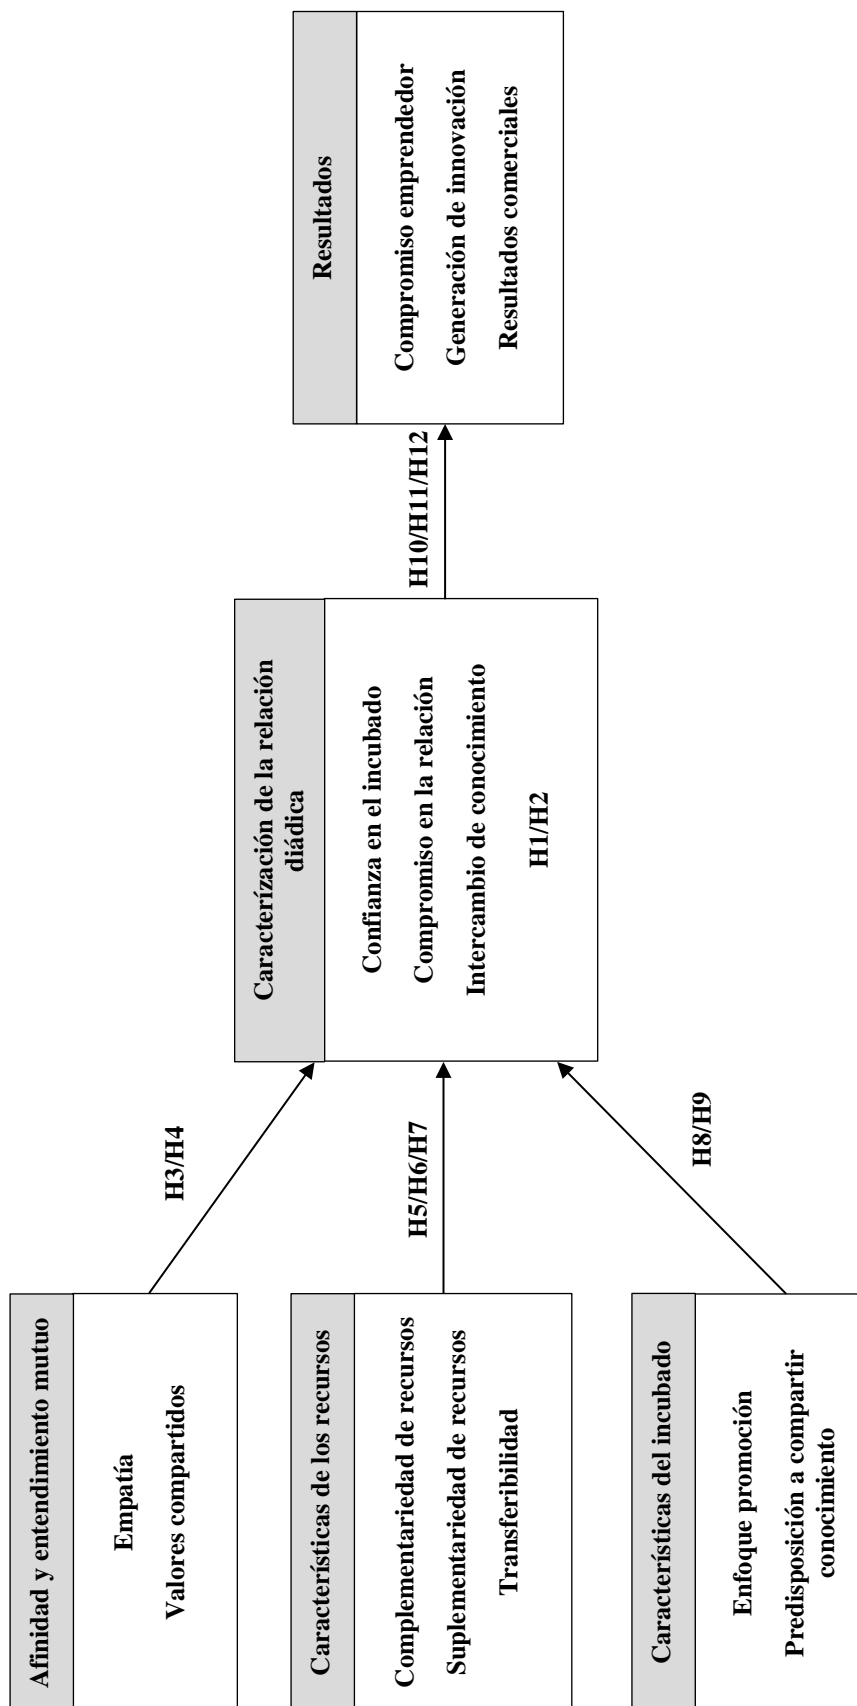 Afinidad y entendimiento mutuo
Empatía
Valores compartidos
Características de los recursos
Complementariedad de recursos
Suplementariedad de recursos
Transferibilidad
Características del incubado
Enfoque promoción
Predisposición a compartir
conocimiento
H3/H4
H5/H6/H7
H8/H9
Caracterízación de la relación
diádica
Confianza en el incubado
Compromiso en la relación
Intercambio de conocimiento
H1/H2
H10/H11/H12
Resultados
Compromiso emprendedor
Generación de innovación
Resultados comerciales